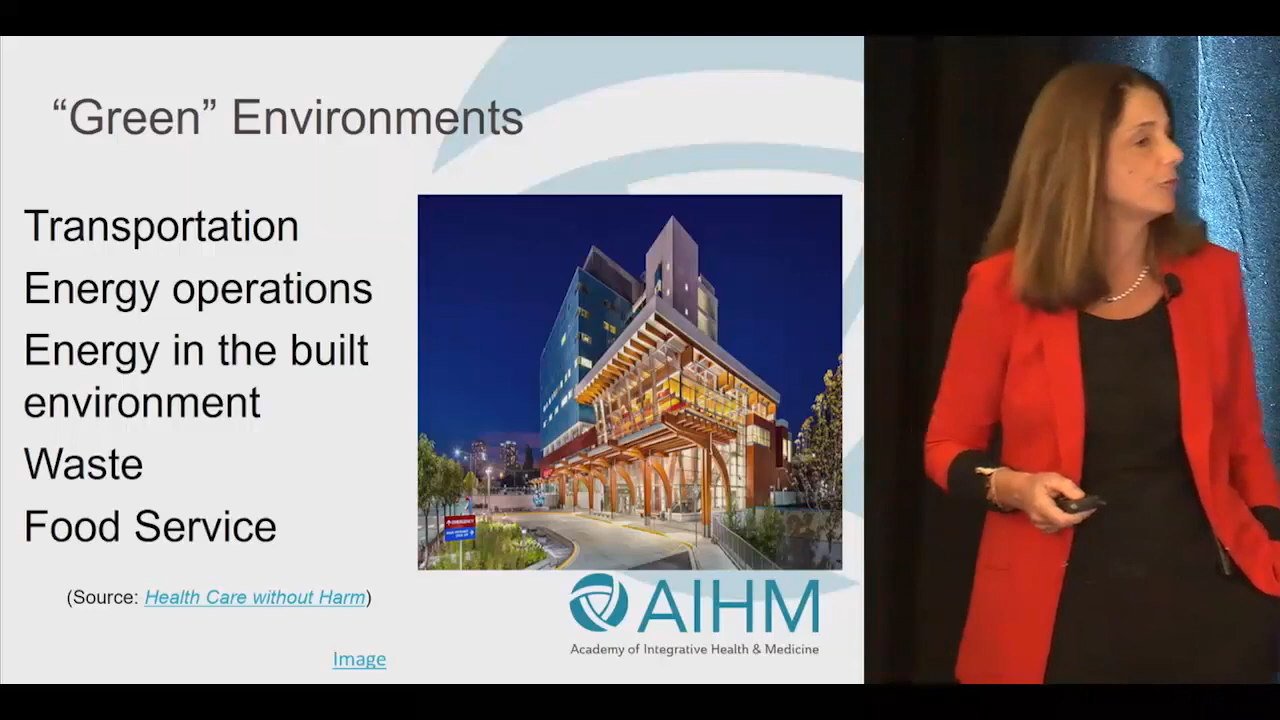 “Green” Environments
Transportation
Energy operations
Energy in the built
environment
Waste
Food Service
(Source: Health Care without Harm)
Image
EMERGENCY
AIHM
Academy of Integrative Health & Medicine